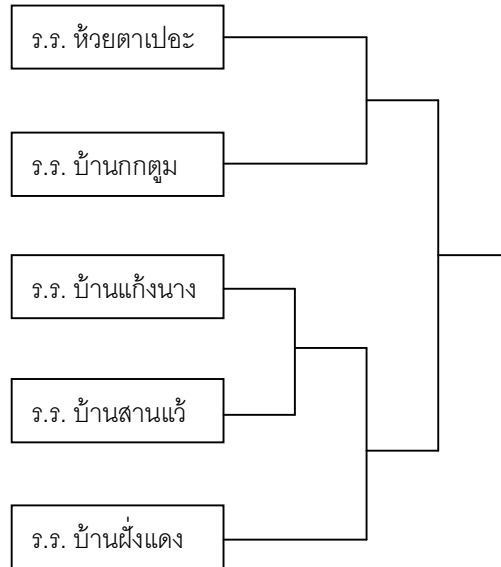 ร.ร. ห้วยตาเปอะ
ร.ร. บ้านกกตูม
ร.ร. บ้านแก้งนาง
ร.ร. บ้านสานแว้
ร.ร. บ้านฝั่งแดง